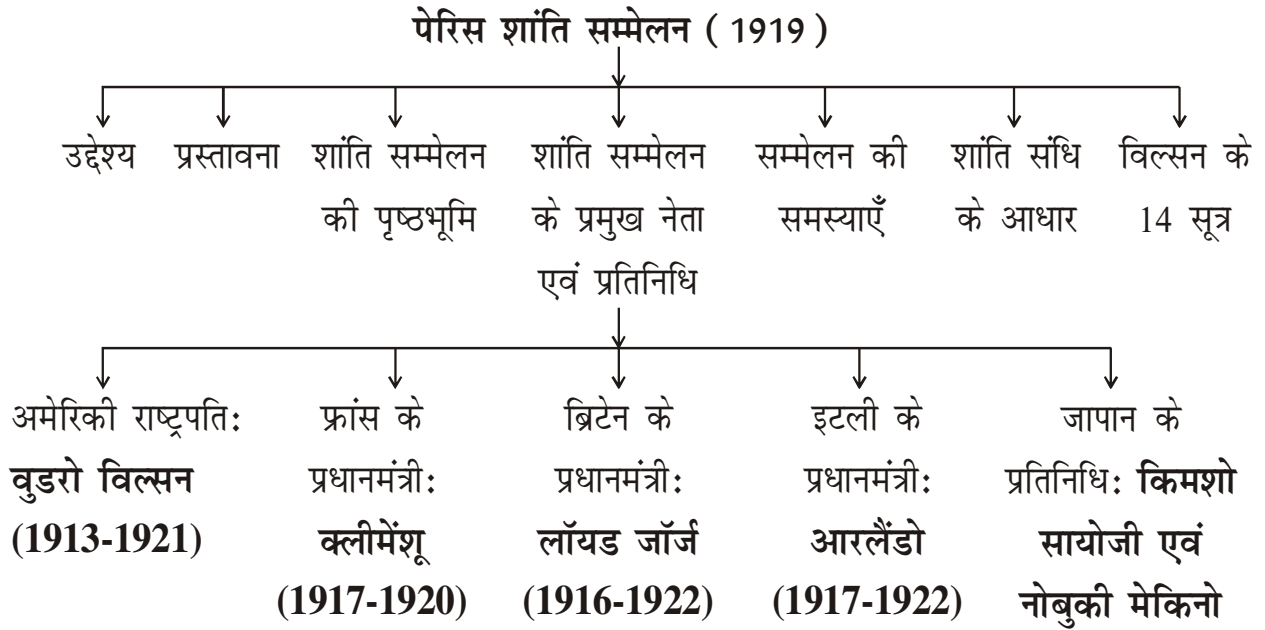 पेरिस शांति सम्मेलन ( 1919 )
उद्देश्य
प्रस्तावना
शांति सम्मेलन
की पृष्ठभूमि
शांति सम्मेलन
के प्रमुख नेता
एवं प्रतिनिधि
सम्मेलन की
समस्याएँ
शांति संधि
के आधार
विल्सन के
14 सूत्र
अमेरिकी राष्ट्रपति:
वुडरो विल्सन
(1913-1921)
फ्रांस के
प्रधानमंत्री:
क्लीमेंशू
(1917-1920)
ब्रिटेन के
प्रधानमंत्री:
लॉयड जॉर्ज
(1916-1922)
इटली के
प्रधानमंत्री:
आरलैंडो
(1917-1922)
जापान के
प्रतिनिधि: किमशो
सायोजी एवं
नोबुकी मेकिनो